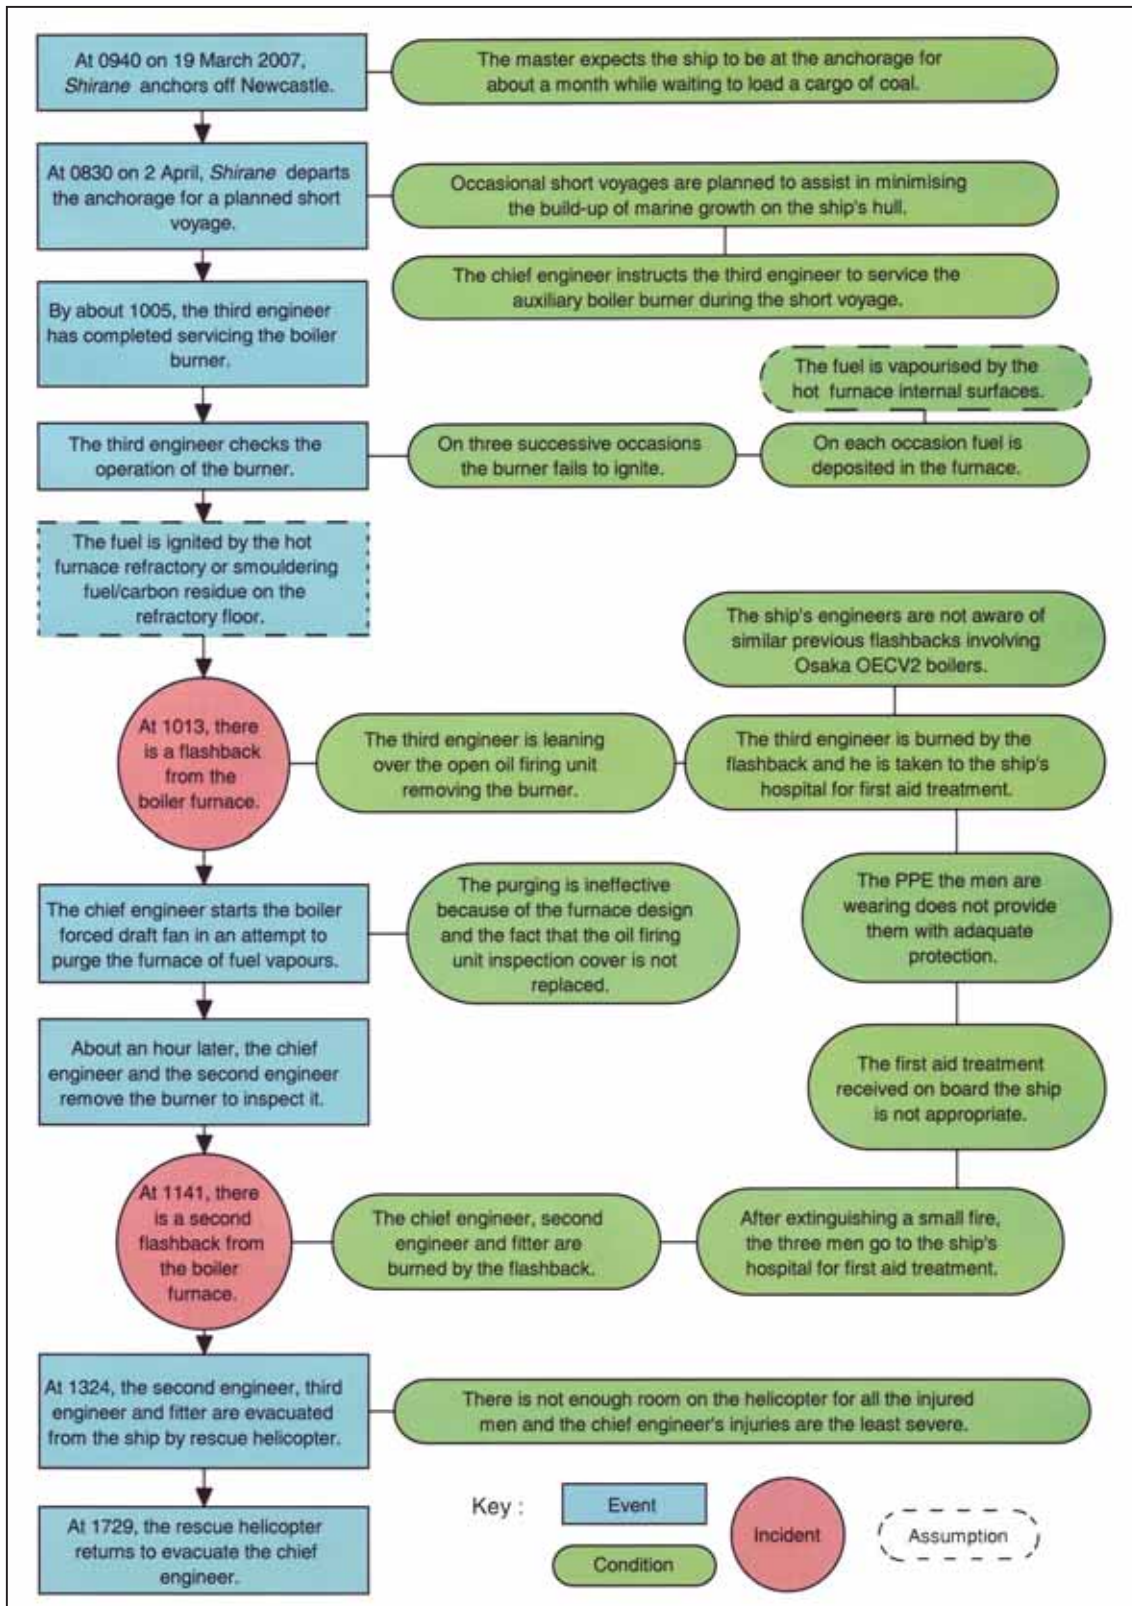 At 0940 on 19 March 2007,
Shirane anchors off Newcastle.
The master expects the ship to be at the anchorage for
about a month while waiting to load a cargo of coal.
At 0830 on 2 April, Shirane departs
the anchorage for a planned short
voyage.
Occasional short voyages are planned to assist in minimising
the build-up of marine growth on the ship's hull.
The chief engineer instructs the third engineer to service the
auxiliary boiler burner during the short voyage.
By about 1005, the third engineer
has completed servicing the boiler
burner.
The fuel is vapourised by the
hot furnace internal surfaces.
The third engineer checks the
operation of the burner.
On three successive occasions
the burner fails to ignite.
On each occasion fuel is
deposited in the furnace.
The fuel is ignited by the hot
furnace refractory or smouldering
fuel/carbon residue on the
refractory floor.
The ship's engineers are not aware of
similar previous flashbacks involving
Osaka OECV2 boilers.
At 1013, there
is a flashback
from the
boiler furnace.
The third engineer is leaning
over the open oil firing unit
removing the burner.
The third engineer is burned by the
flashback and he is taken to the ship's
hospital for first aid treatment.
The chief engineer starts the boiler
forced draft fan in an attempt to
purge the furnace of fuel vapours.
The purging is ineffective
because of the furnace design
and the fact that the oil firing
unit inspection cover is not
replaced.
The PPE the men are
wearing does not provide
them with adaquate
protection.
About an hour later, the chief
engineer and the second engineer
remove the burner to inspect it.
The first aid treatment
received on board the ship
is not appropriate.
At 1141, there
is a second
flashback from
the boiler
furnace.
The chief engineer, second
engineer and fitter are
burned by the flashback.
After extinguishing a small fire,
the three men go to the ship's
hospital for first aid treatment.
At 1324, the second engineer, third
engineer and fitter are evacuated
from the ship by rescue helicopter.
There is not enough room on the helicopter for all the injured
men and the chief engineer's injuries are the least severe.
At 1729, the rescue helicopter
returns to evacuate the chief
engineer.
Key :
Event
Condition
Incident
Assumption